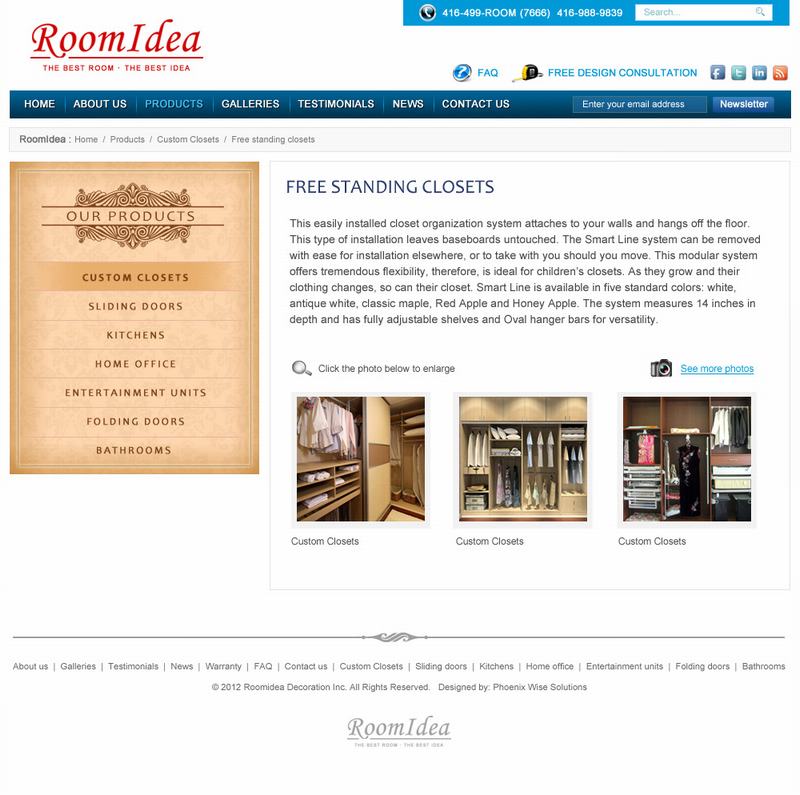 RoomIdea
THE BEST ROOM · THE BEST IDEA
416-499-ROOM (7666) 416-988-9839
Search...
FAQ
FREE DESIGN CONSULTATION
HOME ABOUT US PRODUCTS GALLERIES TESTIMONIALS NEWS CONTACT US
Enter your email address
Newsletter
RoomIdea : Home / Products / Custom Closets / Free standing closets
OUR PRODUCTS
CUSTOM CLOSETS
SLIDING DOORS
KITCHENS
HOME OFFICE
ENTERTAINMENT UNITS
FOLDING DOORS
BATHROOMS
FREE STANDING CLOSETS
This easily installed closet organization system attaches to your walls and hangs off the floor.
This type of installation leaves baseboards untouched. The Smart Line system can be removed
with ease for installation elsewhere, or to take with you should you move. This modular system
offers tremendous flexibility, therefore, is ideal for children's closets. As they grow and their
clothing changes, so can their closet. Smart Line is available in five standard colors: white,
antique white, classic maple, Red Apple and Honey Apple. The system measures 14 inches in
depth and has fully adjustable shelves and Oval hanger bars for versatility.
Click the photo below to enlarge
See more photos
Custom Closets
Custom Closets
Custom Closets
About us | Galleries | Testimonials | News | Warranty | FAQ | Contact us | Custom Closets | Sliding doors | Kitchens | Home office | Entertainment units | Folding doors | Bathrooms
© 2012 Roomidea Decoration Inc. All Rights Reserved. Designed by: Phoenix Wise Solutions
RoomIdea
THE BEST ROOM · THE BEST IDEA